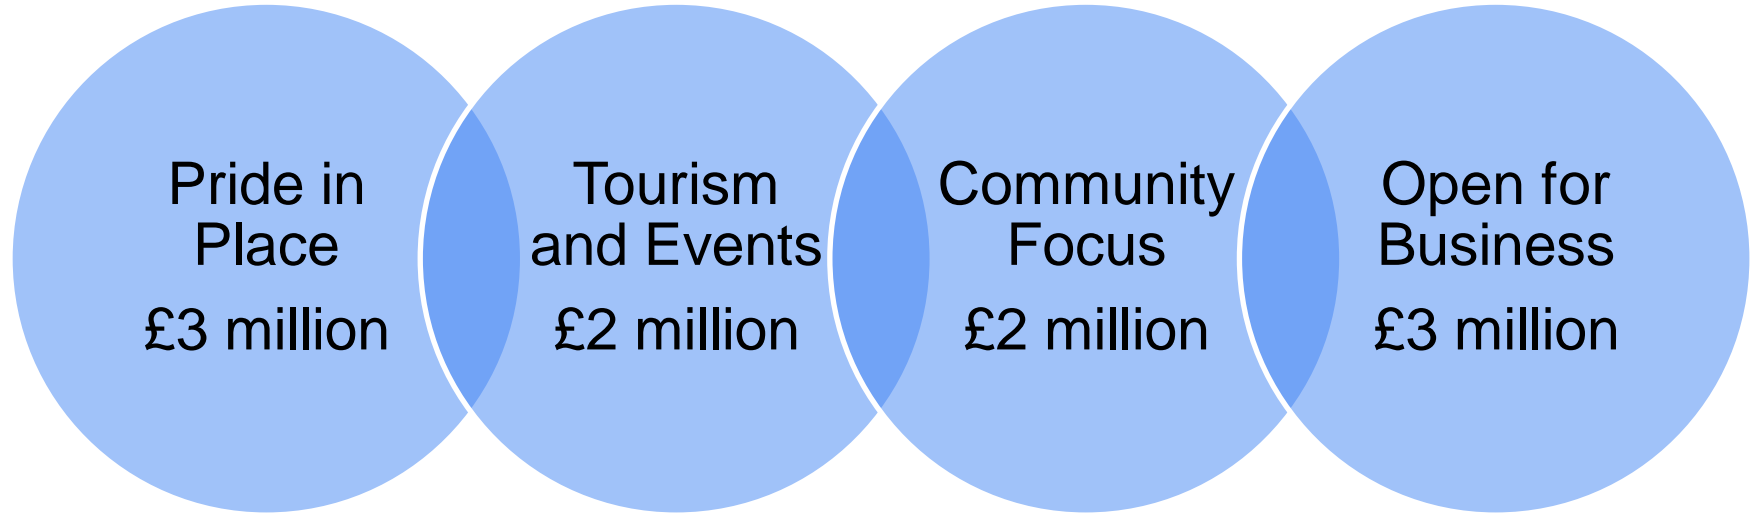 Pride in
Place
£3 million
Tourism
and Events
£2 million
Community
Focus
£2 million
Open for
Business
£3 million